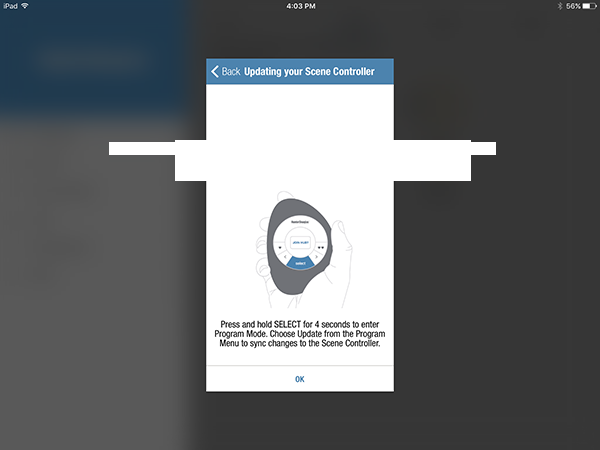 iPad 4:03 PM 56%
Back Updating your Scene Controller
SELECT
Press and hold SELECT for 4 seconds to enter
Program Mode. Choose Update from the Program
Menu to sync changes to the Scene Controller.
OK